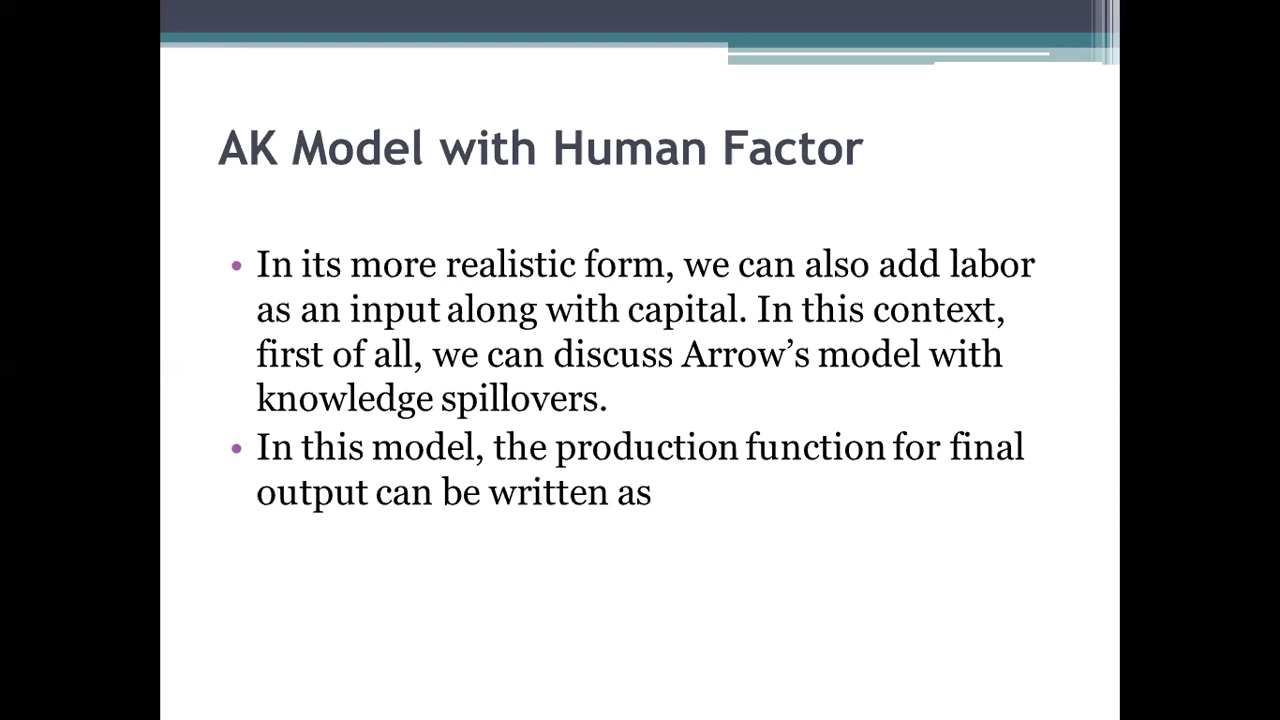 AK Model with Human Factor
• In its more realistic form, we can also add labor
as an input along with capital. In this context,
first of all, we can discuss Arrow’s model with
knowledge spillovers.
• In this model, the production function for final
output can be written as